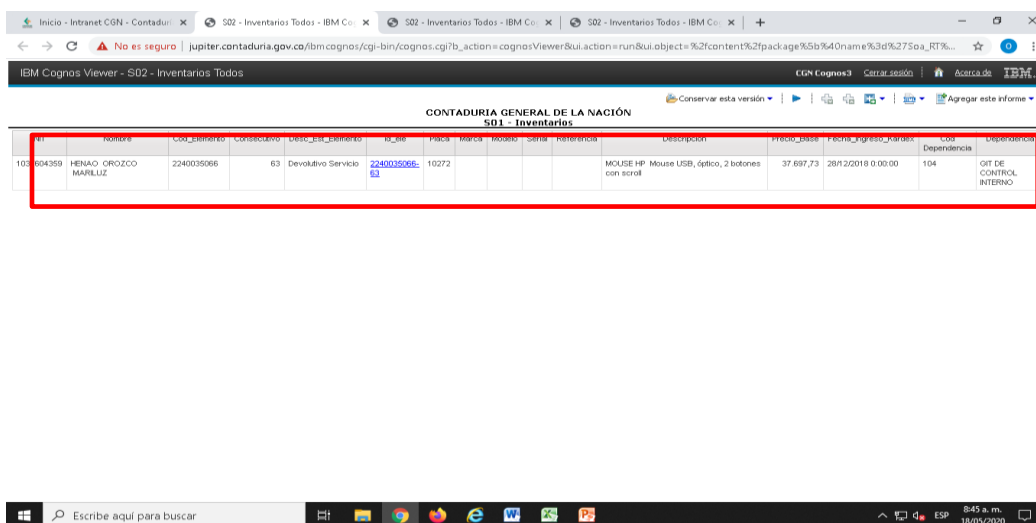 Inicio - Intranet CGN - Contadurí
S02 - Inventarios Todos - IBM Cog
S02 - Inventarios Todos - IBM Co
S02 - Inventarios Todos - IBM Co
No es seguro | jupiter.contaduria.gov.co/ibmcognos/cgi-bin/cognos.cgi?b_action=cognosViewer&ui.action=run&ui.object=%2fcontent%2fpackage%5b%40name%3d%27Soa_RT%...
IBM Cognos Viewer - S02 - Inventarios Todos
CGN Cognos3 Cerrar sesión Acerca de IBM.
Conservar esta versión Agregar este informe
CONTADURIA GENERAL DE LA NACIÓN
S01 - Inventarios
Nit Nombre Cod_Elemento Consecutivo Desc_Est_Elemento id_ele Placa Marca Modelo Serial Referencia Descripcion Precio_Base Fecha_Ingreso_Kardex Cod Dependencia
Dependencia
604359 HENAO OROZCO 2240035066 63 Devolutivo Servicio 2240035066- 10272 MOUSE HP Mouse USB, óptico, 2 botones 37.697,73 28/12/2018 0:00:00 104 GIT DE
MARILUZ 63 con scroll CONTROL
INTERNO
Escribe aquí para buscar
ESP 8:45 a. m.
18/05/2020